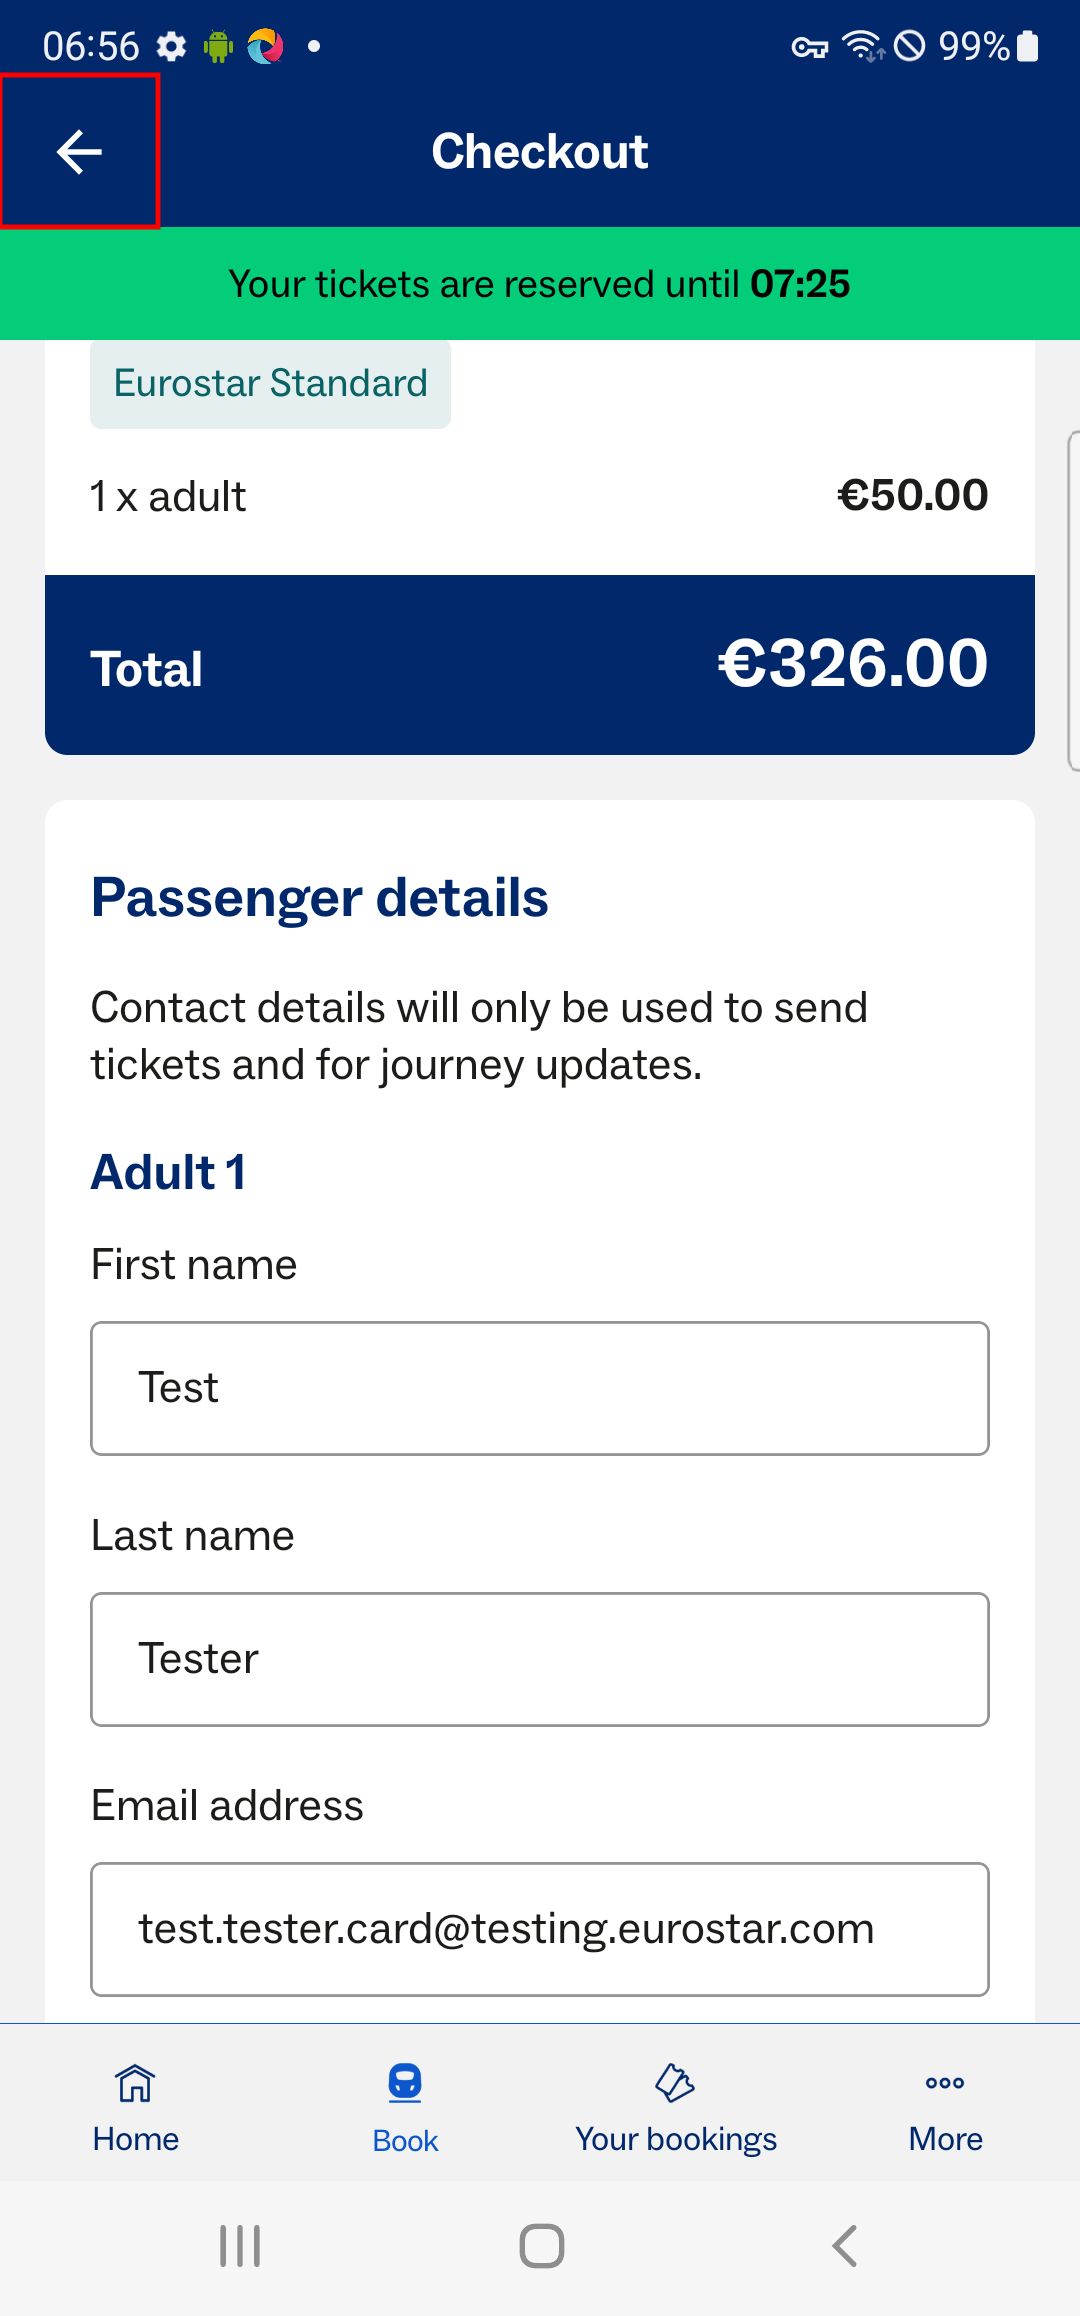 06:56
99%
Checkout
Your tickets are reserved until 07:25
Eurostar Standard
1 x adult
€50.00
Total
€326.00
Passenger details
Contact details will only be used to send
tickets and for journey updates.
Adult 1
First name
Test
Last name
Tester
Email address
test.tester.card@testing.eurostar.com
Home
Book
Your bookings
More